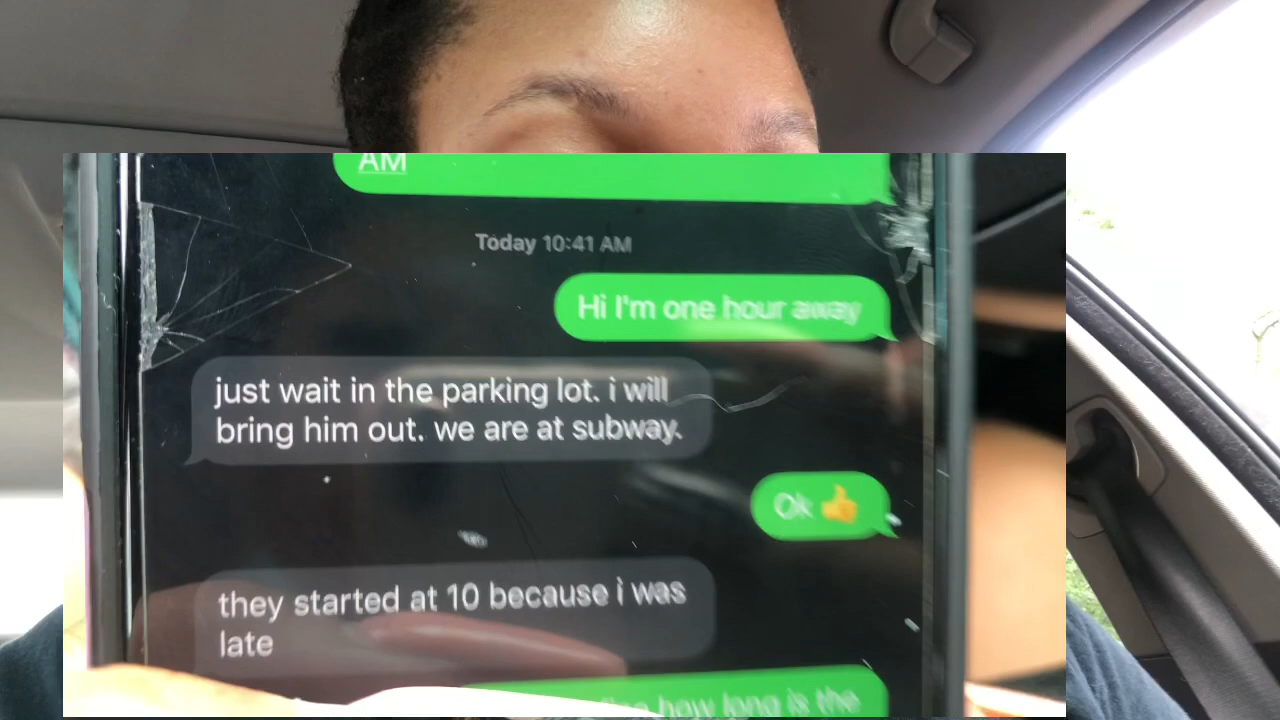 AM
Today 10:41 AM
Hi I'm one hour away
just wait in the parking lot. i will
bring him out. we are at subway.
Ok 👍
they started at 10 because i was
late
how long is the